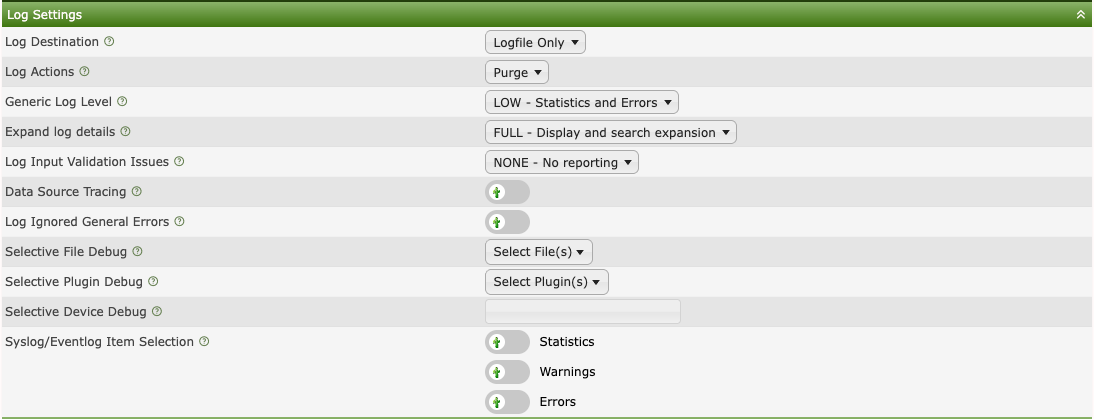 Log Settings
Log Destination
Logfile Only
Log Actions
Purge
Generic Log Level
LOW - Statistics and Errors
Expand log details
FULL - Display and search expansion
Log Input Validation Issues
NONE - No reporting
Data Source Tracing
Log Ignored General Errors
Selective File Debug
Select File(s)
Selective Plugin Debug
Select Plugin(s)
Selective Device Debug
Syslog/Eventlog Item Selection
Statistics
Warnings
Errors